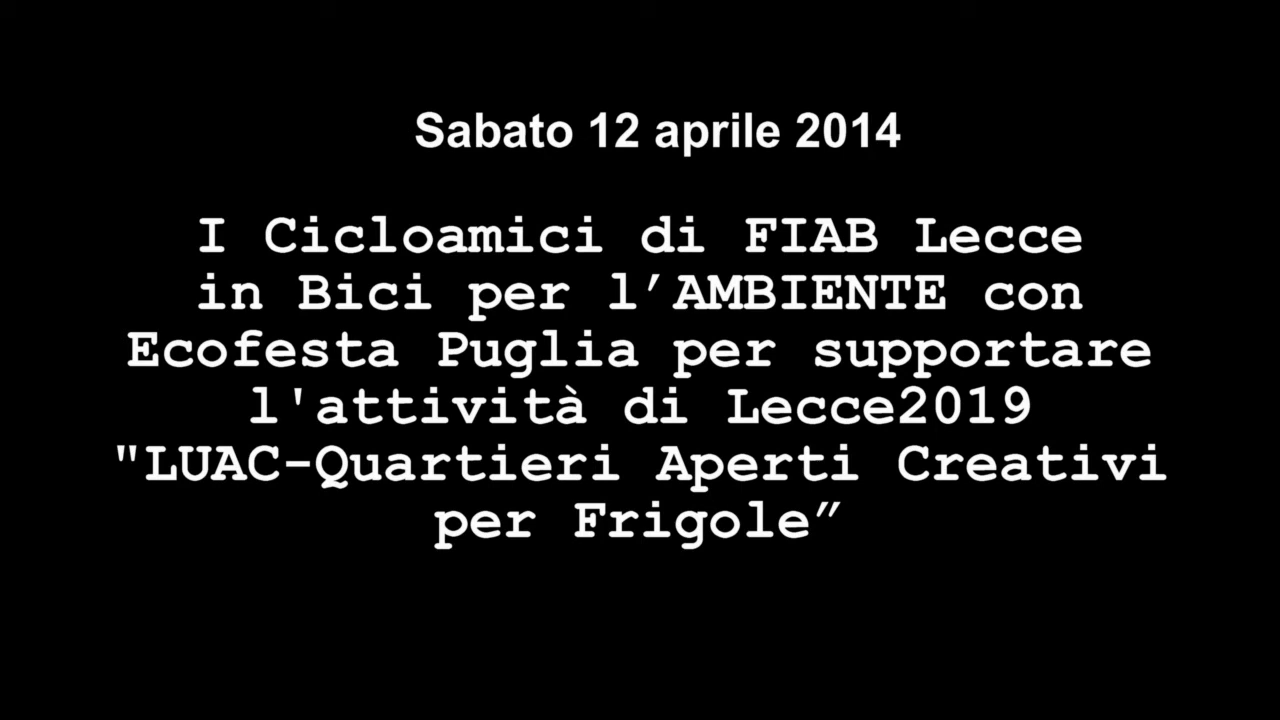 Sabato 12 aprile 2014
I Cicloamici di FIAB Lecce
in Bici per l’AMBIENTE con
Ecofesta Puglia per supportare
l'attività di Lecce2019
"LUAC-Quartieri Aperti Creativi
per Frigole”